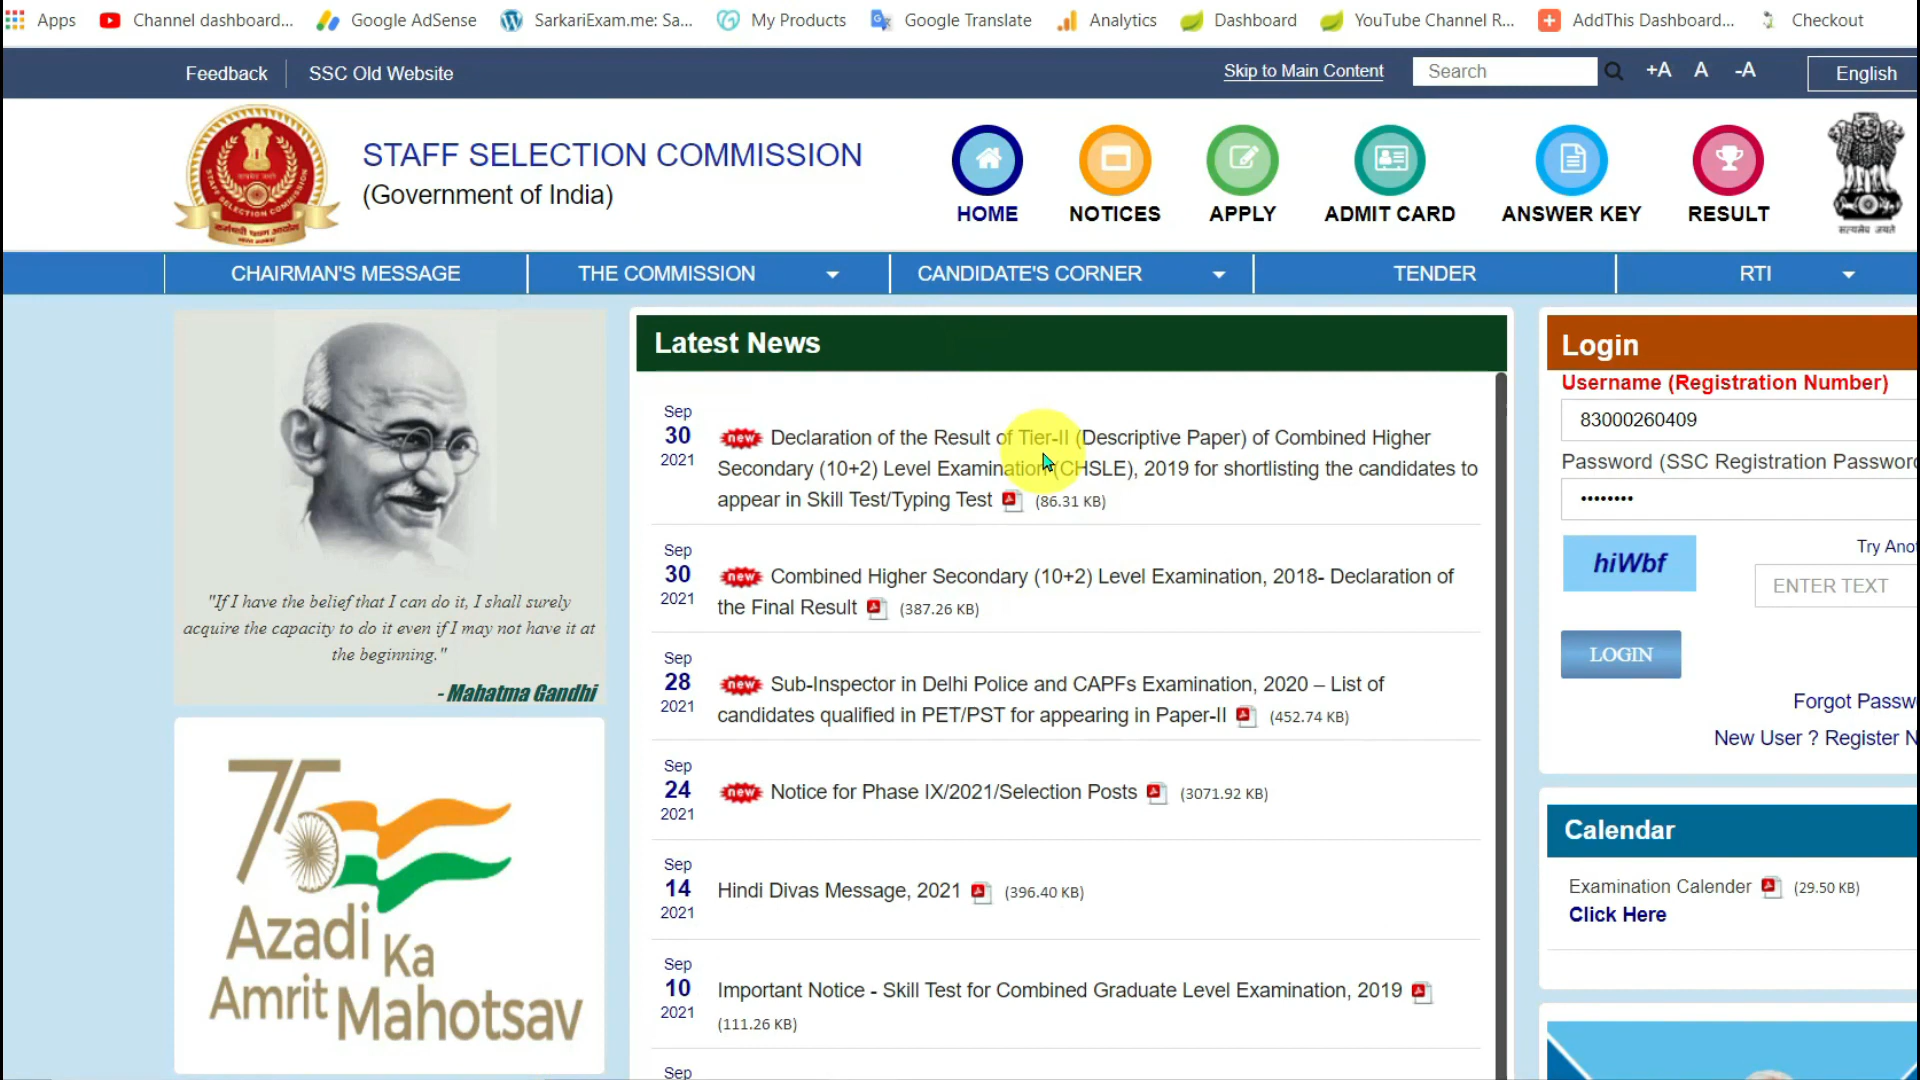 Apps Channel dashboard... Google AdSense SarkariExam.me: Sa... My Products Google Translate Analytics Dashboard YouTube Channel R... AddThis Dashboard... Checkout
Feedback SSC Old Website Skip to Main Content Search +A A -A English
STAFF SELECTION COMMISSION
(Government of India)
HOME NOTICES APPLY ADMIT CARD ANSWER KEY RESULT
सत्यमेव जयते
CHAIRMAN'S MESSAGE THE COMMISSION CANDIDATE'S CORNER TENDER RTI
"If I have the belief that I can do it, I shall surely
acquire the capacity to do it even if I may not have it at
the beginning."
- Mahatma Gandhi
75
Azadi
Ka
Amrit
Mahotsav
Latest News
Sep
30
2021
new Declaration of the Result of Tier-II (Descriptive Paper) of Combined Higher
Secondary (10+2) Level Examination (CHSLE), 2019 for shortlisting the candidates to
appear in Skill Test/Typing Test (86.31 KB)
Sep
30
2021
new Combined Higher Secondary (10+2) Level Examination, 2018- Declaration of
the Final Result (387.26 KB)
Sep
28
2021
new Sub-Inspector in Delhi Police and CAPFs Examination, 2020 – List of
candidates qualified in PET/PST for appearing in Paper-II (452.74 KB)
Sep
24
2021
new Notice for Phase IX/2021/Selection Posts (3071.92 KB)
Sep
14
2021
Hindi Divas Message, 2021 (396.40 KB)
Sep
10
2021
Important Notice - Skill Test for Combined Graduate Level Examination, 2019
(111.26 KB)
Sep
Login
Username (Registration Number)
83000260409
Password (SSC Registration Password
••••••••
hiWbf
Try Ano
ENTER TEXT
LOGIN
Forgot Passw
New User ? Register N
Calendar
Examination Calender (29.50 KB)
Click Here